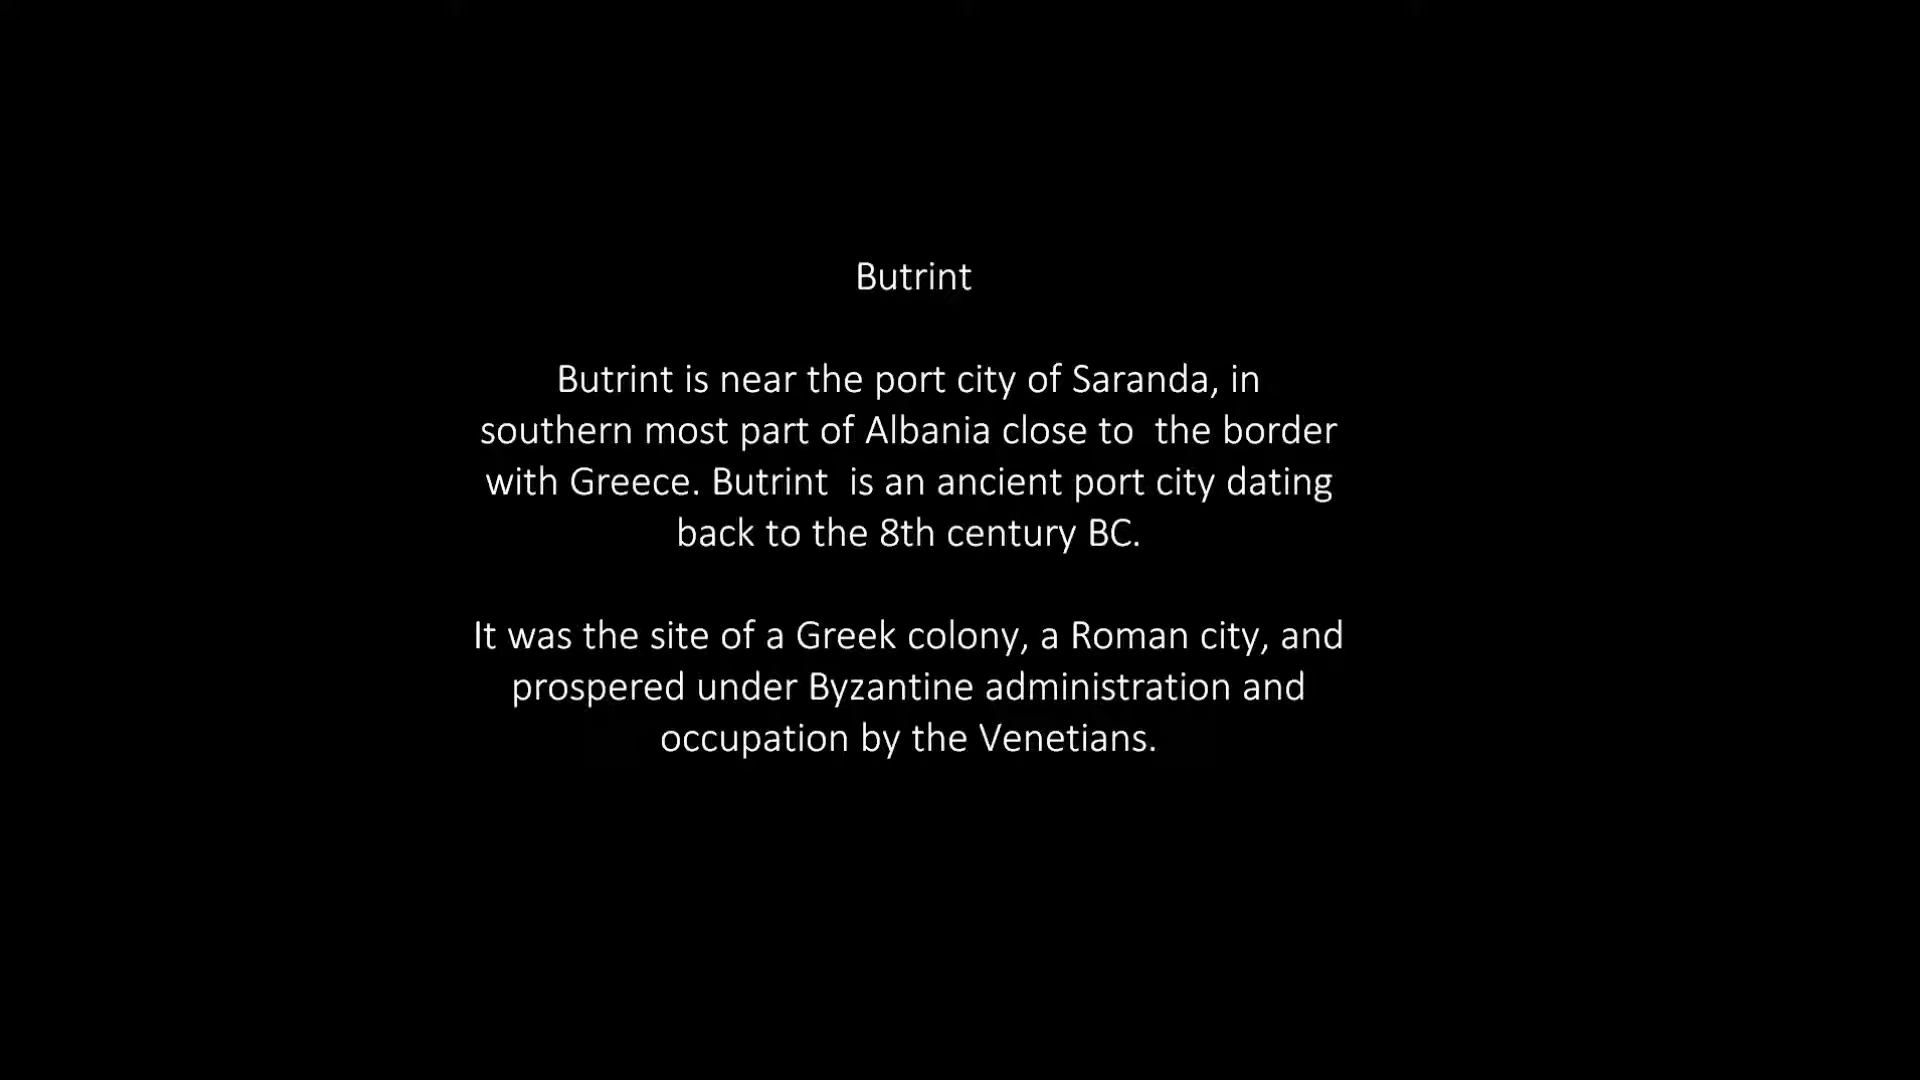 Butrint
Butrint is near the port city of Saranda, in
southern most part of Albania close to  the border
with Greece. Butrint  is an ancient port city dating
back to the 8th century BC.
It was the site of a Greek colony, a Roman city, and
prospered under Byzantine administration and
occupation by the Venetians.